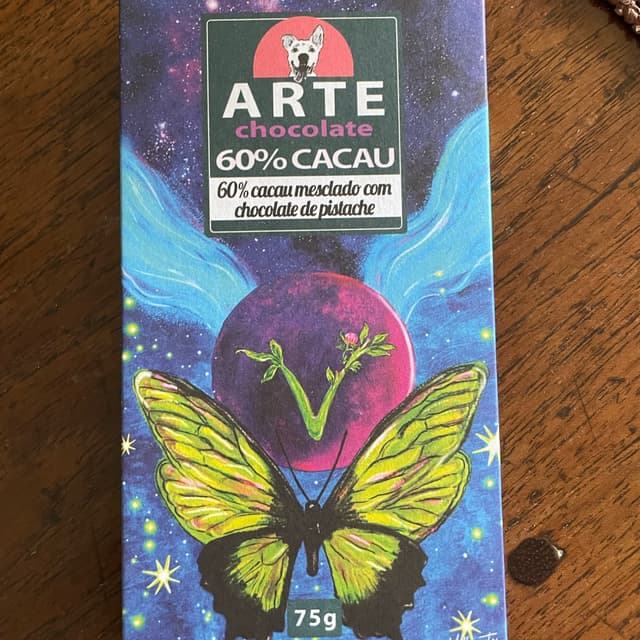 ARTE
chocolate
60% CACAU
60% cacau mesclado com
chocolate de pistache
V
75g